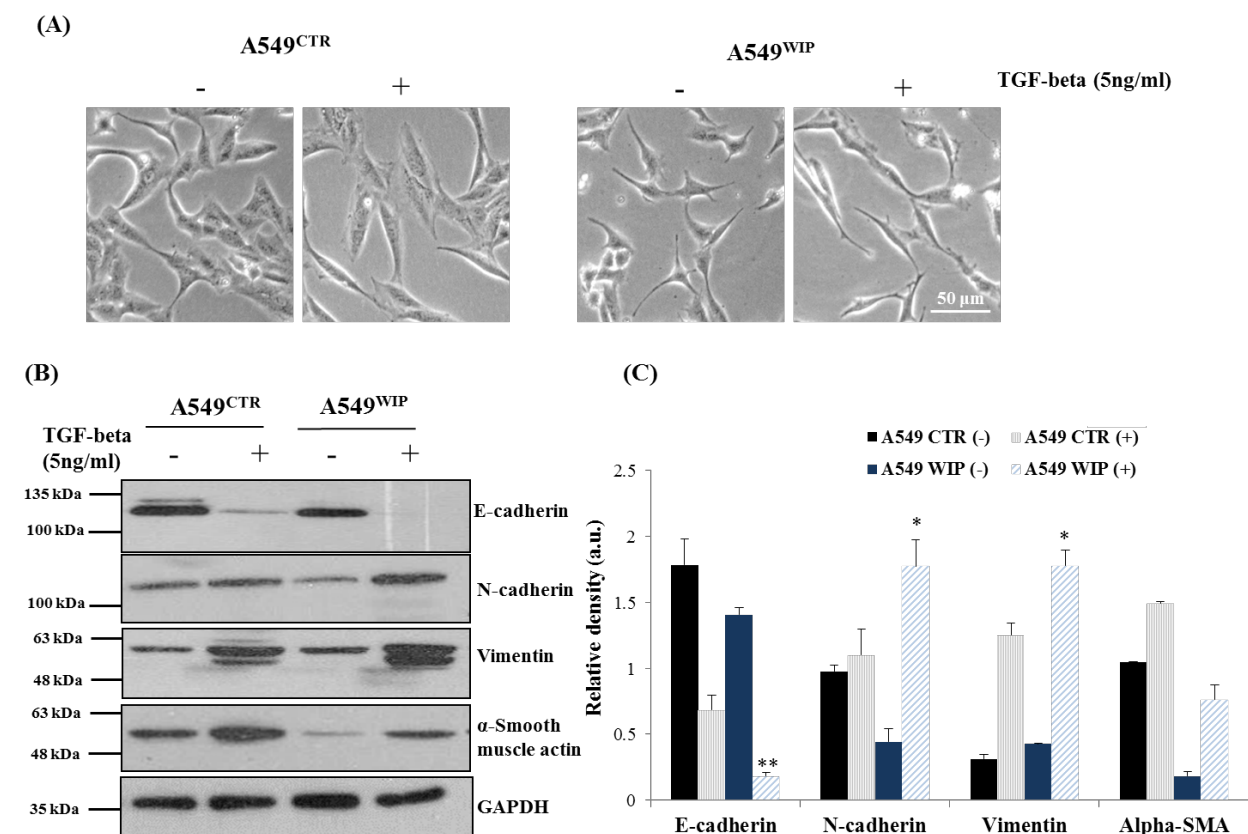 (A)
A549CTR
A549WIP
- + - + TGF-beta (5ng/ml)
50 µm
(B)
A549CTR A549WIP
TGF-beta
(5ng/ml) - + - +
135 kDa
100 kDa
E-cadherin
100 kDa
N-cadherin
63 kDa
48 kDa
Vimentin
63 kDa
48 kDa
α-Smooth
muscle actin
35 kDa
GAPDH
(C)
A549 CTR (-) A549 CTR (+)
A549 WIP (-) A549 WIP (+)
Relative density (a.u.)
2.5
2
1.5
1
0.5
0
**
*
*
E-cadherin N-cadherin Vimentin Alpha-SMA